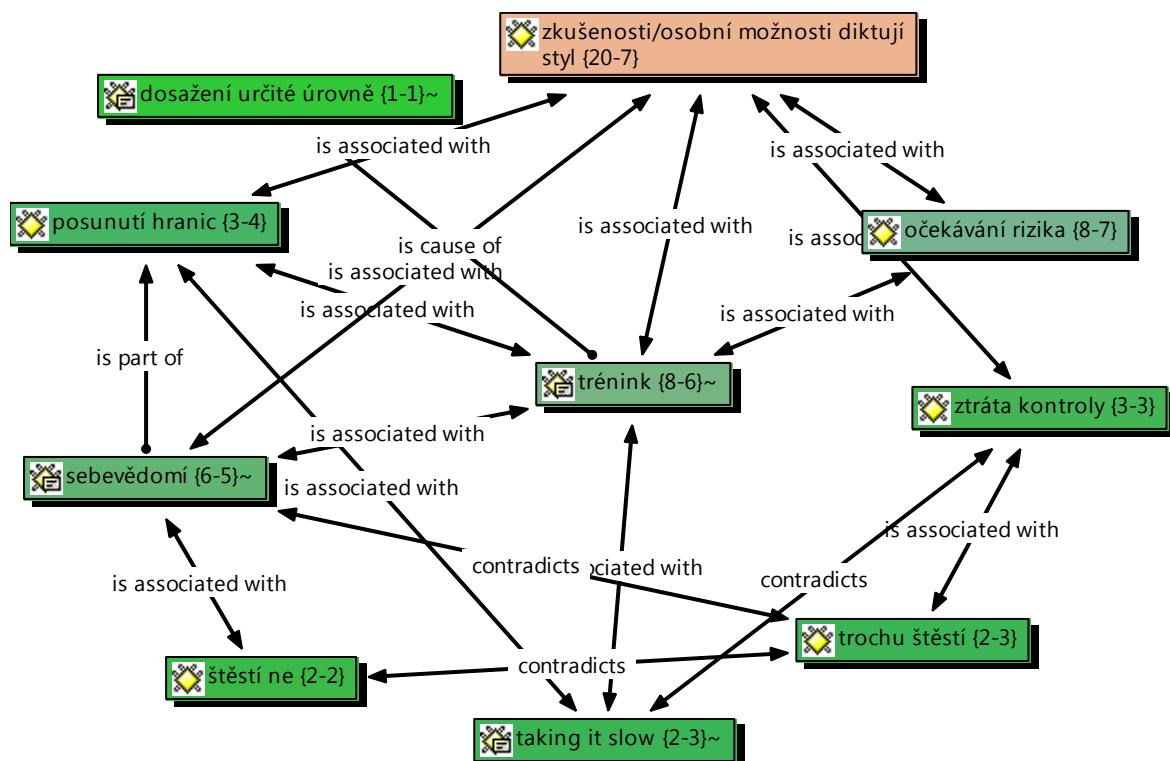 zkušenosti/osobní možnosti diktují
styl {20-7}
dosažení určité úrovně {1-1}~
is associated with
is associated with
posunutí hranic {3-4}
is associated with
is assoc
očekávání rizika {8-7}
is cause of
is associated with
is associated with
is associated with
is part of
trénink {8-6}~
ztráta kontroly {3-3}
is associated with
sebevědomí {6-5}~
is associated with
is associated with
contradicts
ociated with
contradicts
is associated with
trochu štěstí {2-3}
štěstí ne {2-2}
contradicts
taking it slow {2-3}~